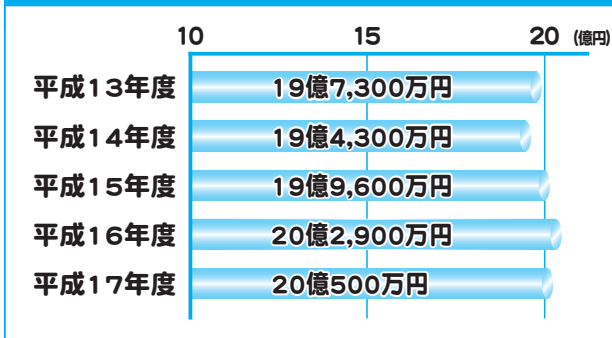 10 15 20 (億円)
平成13年度 19億7,300万円
平成14年度 19億4,300万円
平成15年度 19億9,600万円
平成16年度 20億2,900万円
平成17年度 20億500万円